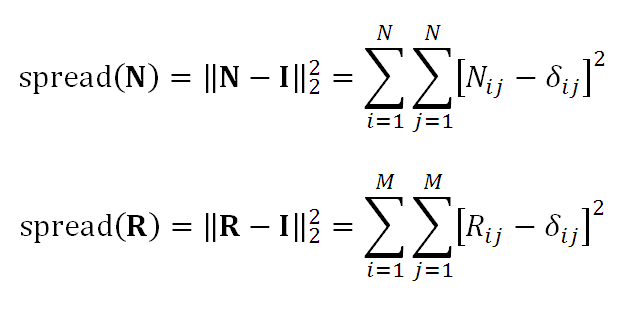 spread(𝐍) = ‖𝐍 − 𝐈‖₂² = ∑_{i=1}^{N} ∑_{j=1}^{N} [N_{ij} − δ_{ij}]²
spread(𝐑) = ‖𝐑 − 𝐈‖₂² = ∑_{i=1}^{M} ∑_{j=1}^{M} [R_{ij} − δ_{ij}]²